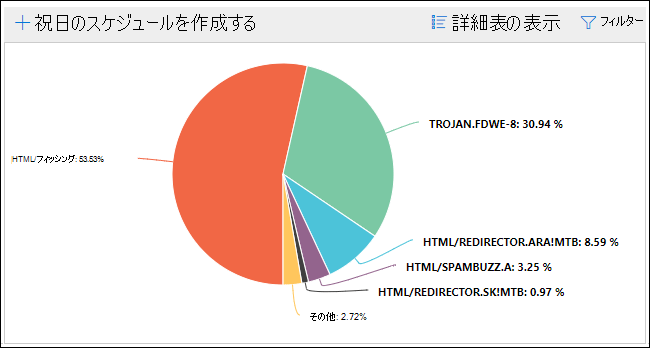 ＋ 祝日のスケジュールを作成する
詳細表の表示
フィルター
TROJAN.FDWE-8: 30.94 %
HTML/フィッシング: 53.53%
HTML/REDIRECTOR.ARA!MTB: 8.59 %
HTML/SPAMBUZZ.A: 3.25 %
HTML/REDIRECTOR.SK!MTB: 0.97 %
その他: 2.72%